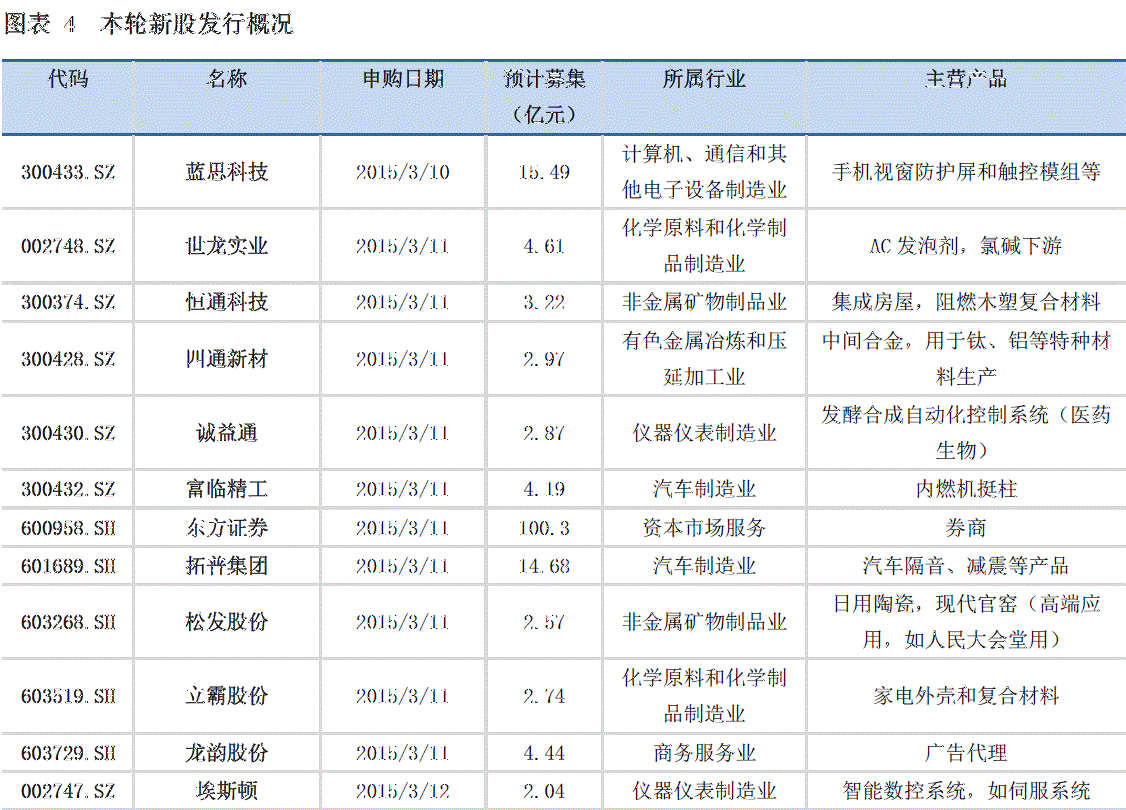 图表 4 本轮新股发行概况
代码 名称 申购日期 预计募集 所属行业 主营产品
（亿元）
300433.SZ 蓝思科技 2015/3/10 15.49 计算机、通信和其他电子设备制造业 手机视窗防护屏和触控模组等
002748.SZ 世龙实业 2015/3/11 4.61 化学原料和化学制品制造业 AC 发泡剂，氯碱下游
300374.SZ 恒通科技 2015/3/11 3.22 非金属矿物制品业 集成房屋，阻燃木塑复合材料
300428.SZ 四通新材 2015/3/11 2.97 有色金属冶炼和压延加工业 中间合金，用于钛、铝等特种材料生产
300430.SZ 诚益通 2015/3/11 2.87 仪器仪表制造业 发酵合成自动化控制系统（医药生物）
300432.SZ 富临精工 2015/3/11 4.19 汽车制造业 内燃机挺柱
600958.SH 东方证券 2015/3/11 100.3 资本市场服务 券商
601689.SH 拓普集团 2015/3/11 14.68 汽车制造业 汽车隔音、减震等产品
603268.SH 松发股份 2015/3/11 2.57 非金属矿物制品业 日用陶瓷，现代官窑（高端应用，如人民大会堂用）
603519.SH 立霸股份 2015/3/11 2.74 化学原料和化学制品制造业 家电外壳和复合材料
603729.SH 龙韵股份 2015/3/11 4.44 商务服务业 广告代理
002747.SZ 埃斯顿 2015/3/12 2.04 仪器仪表制造业 智能数控系统，如伺服系统